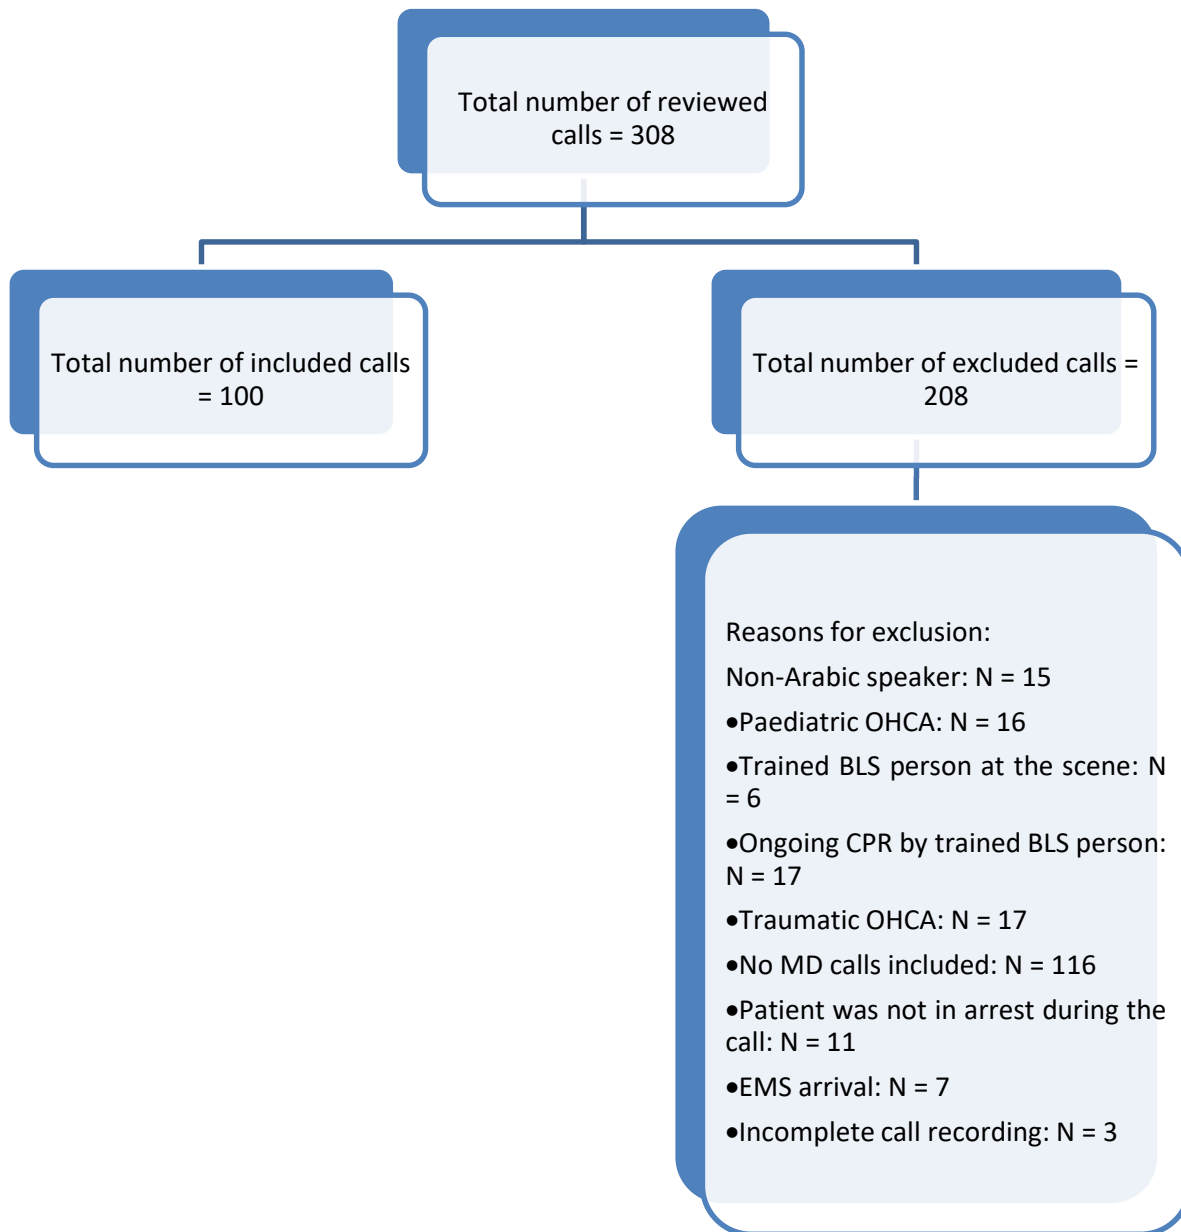 Total number of reviewed
calls = 308
Total number of included calls
= 100
Total number of excluded calls =
208
Reasons for exclusion:
Non-Arabic speaker: N = 15
•Paediatric OHCA: N = 16
•Trained BLS person at the scene: N
= 6
•Ongoing CPR by trained BLS person:
N = 17
•Traumatic OHCA: N = 17
•No MD calls included: N = 116
•Patient was not in arrest during the
call: N = 11
•EMS arrival: N = 7
•Incomplete call recording: N = 3